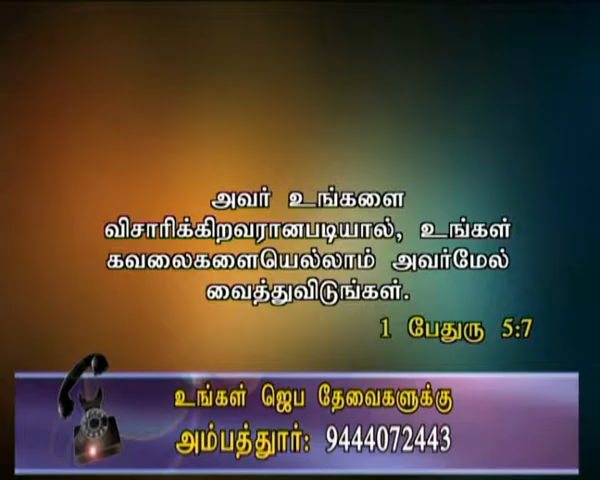 அவர் உங்களை
விசாரிக்கிறவரானபடியால், உங்கள்
கவலைகளையெல்லாம் அவர்மேல்
வைத்துவிடுங்கள்.
1 பேதுரு 5:7
உங்கள் ஜெப தேவைகளுக்கு
அம்பத்தூர்: 9444072443